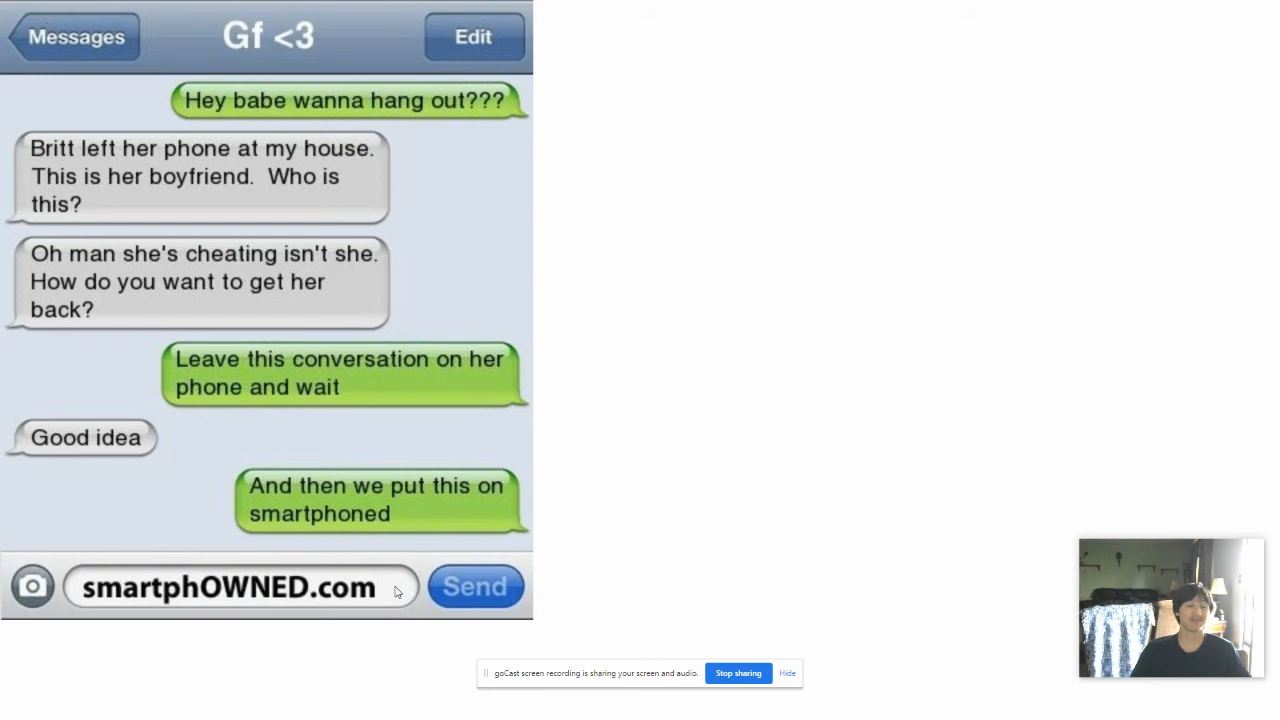 Messages
Gf <3
Edit
Hey babe wanna hang out???
Britt left her phone at my house.
This is her boyfriend.  Who is
this?
Oh man she's cheating isn't she.
How do you want to get her
back?
Leave this conversation on her
phone and wait
Good idea
And then we put this on
smartphoned
smartphOWNED.com
Send
goCast screen recording is sharing your screen and audio.
Stop sharing
Hide